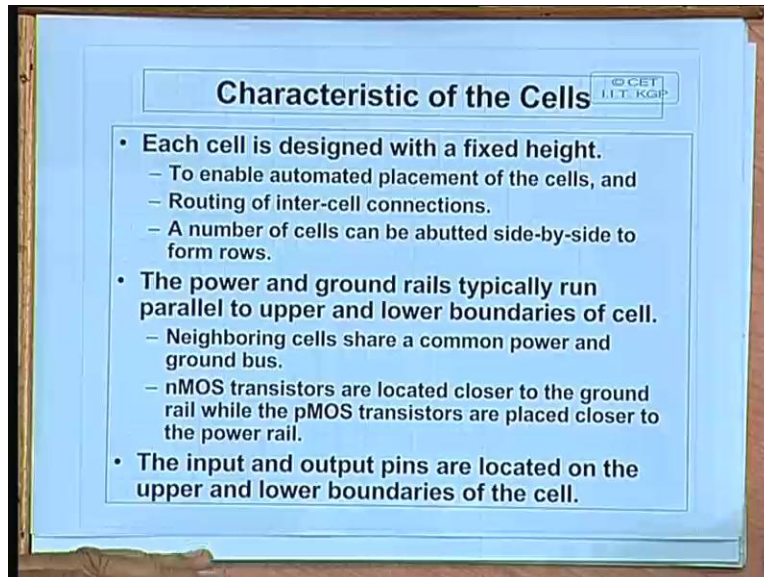 Characteristic of the Cells
© CET
I.I.T. KGP
• Each cell is designed with a fixed height.
– To enable automated placement of the cells, and
– Routing of inter-cell connections.
– A number of cells can be abutted side-by-side to
form rows.
• The power and ground rails typically run
parallel to upper and lower boundaries of cell.
– Neighboring cells share a common power and
ground bus.
– nMOS transistors are located closer to the ground
rail while the pMOS transistors are placed closer to
the power rail.
• The input and output pins are located on the
upper and lower boundaries of the cell.